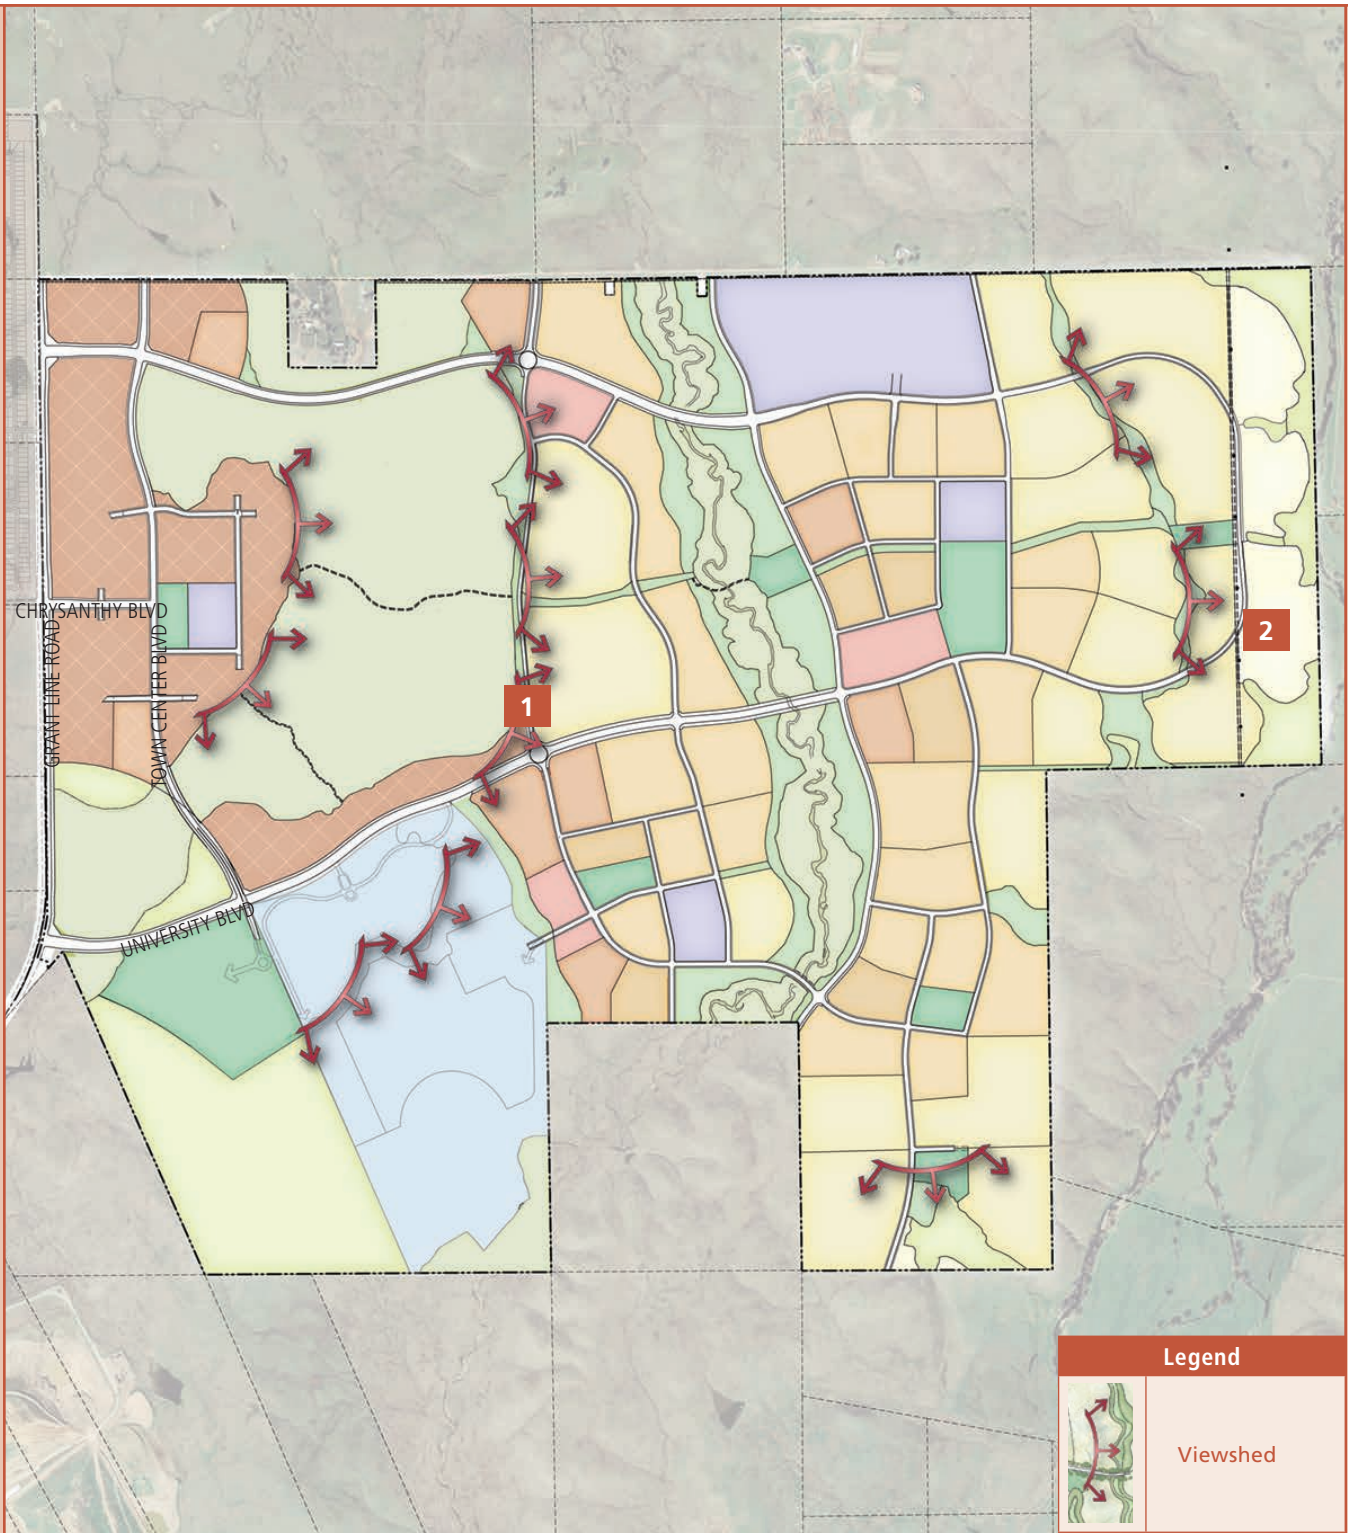 CHRYSANTHY BLVD
GRANT LINE ROAD
TOWN CENTER BLVD
2
1
UNIVERSITY BLVD
Legend
Viewshed